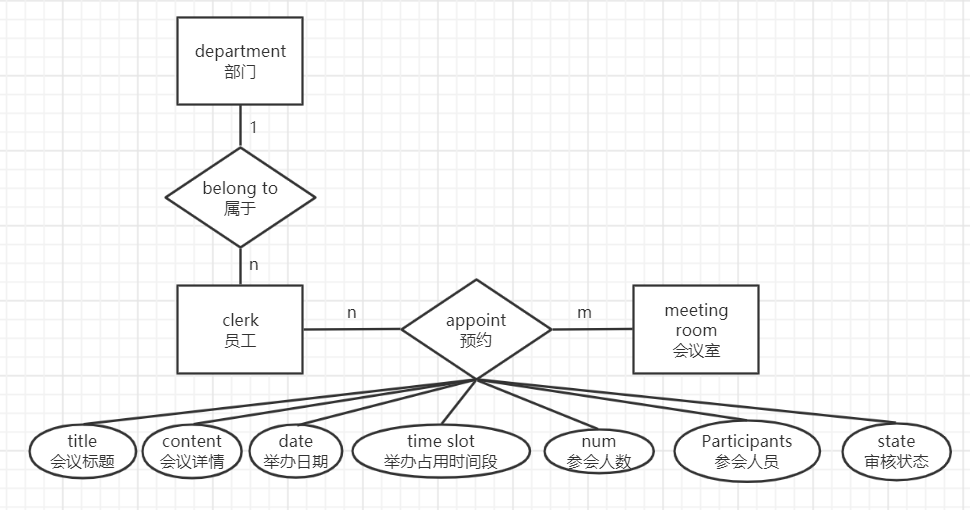 department
部门
1
belong to
属于
n
clerk
员工
n
appoint
预约
m
meeting
room
会议室
title
会议标题
content
会议详情
date
举办日期
time slot
举办占用时间段
num
参会人数
Participants
参会人员
state
审核状态